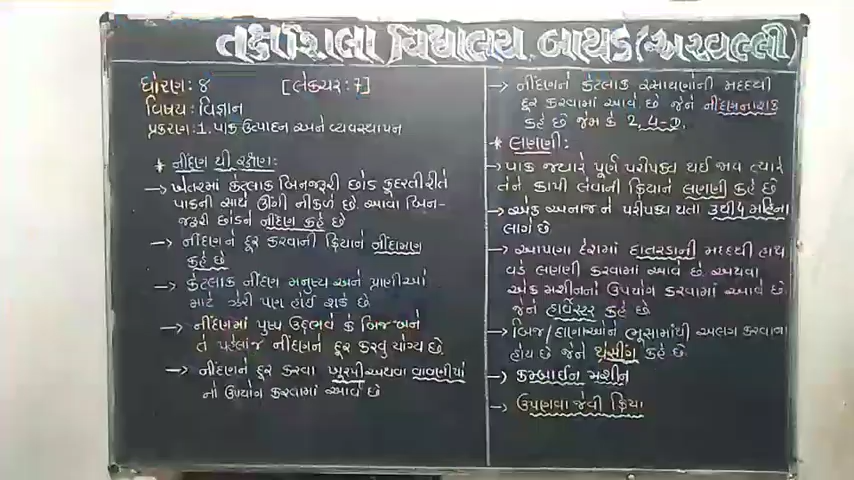 તક્ષશિલા વિદ્યાલય, બાયડ (અરવલ્લી)
ધોરણ: ૪ [લેક્ચર: 7]
વિષય: વિજ્ઞાન
પ્રકરણ: 1. પાક ઉત્પાદન અને વ્યવસ્થાપન
* નીંદણ થી રક્ષણ:
→ ખેતરમાં કેટલાક બિનજરૂરી છોડ કુદરતીરીતે
પાકની સાથે ઊગી નીકળે છે. આવા બિન-
જરૂરી છોડને નીંદણ કહે છે
→ નીંદણને દૂર કરવાની ક્રિયાને નીંદામણ
કહે છે
→ કેટલાક નીંદણ મનુષ્ય અને પ્રાણીઓ
માટે ઝેરી પણ હોઈ શકે છે.
→ નીંદણમાં પુષ્પ ઉદ્દભવે કે બિજ બને
તે પહેલાંજ નીંદણને દૂર કરવું યોગ્ય છે.
→ નીંદણને દૂર કરવા ખૂરપી અથવા વાવણીયા
નો ઉપયોગ કરવામાં આવે છે
→ નીંદણને કેટલાક રસાયણોની મદદથી
દૂર કરવામાં આવે છે જેને નીંદણનાશક
કહે છે જેમ કે 2, 4-D.
* લણણી:
→ પાક જ્યારે પૂર્ણ પરીપક્વ થઈ જાય ત્યારે
તેને કાપી લેવાની ક્રિયાને લણણી કહે છે
→ એક અનાજ ને પરીપક્વ થતા 3થી4 મહિના
લાગે છે
→ આપણા દેશમાં દાતરડાની મદદથી હાથ
વડે લણણી કરવામાં આવે છે. અથવા
એક મશીનનો ઉપયોગ કરવામાં આવે છે
જેને હાર્વેસ્ટર કહે છે
→ બિજ/દાણાઓને ભૂસામાંથી અલગ કરવાના
હોય છે જેને થ્રેસીંગ કહે છે
→ કમ્બાઈન મશીન
→ ઉપણવા જેવી ક્રિયા